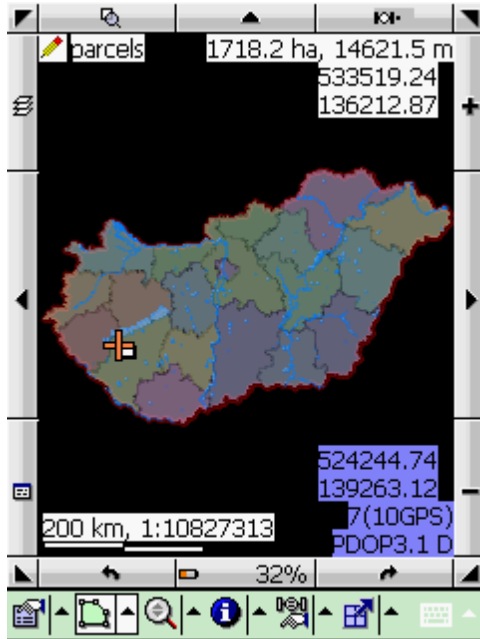 parcels
1718.2 ha, 14621.5 m
533519.24
136212.87
524244.74
139263.12
7(10GPS)
PDOP3.1 D
200 km, 1:10827313
32%